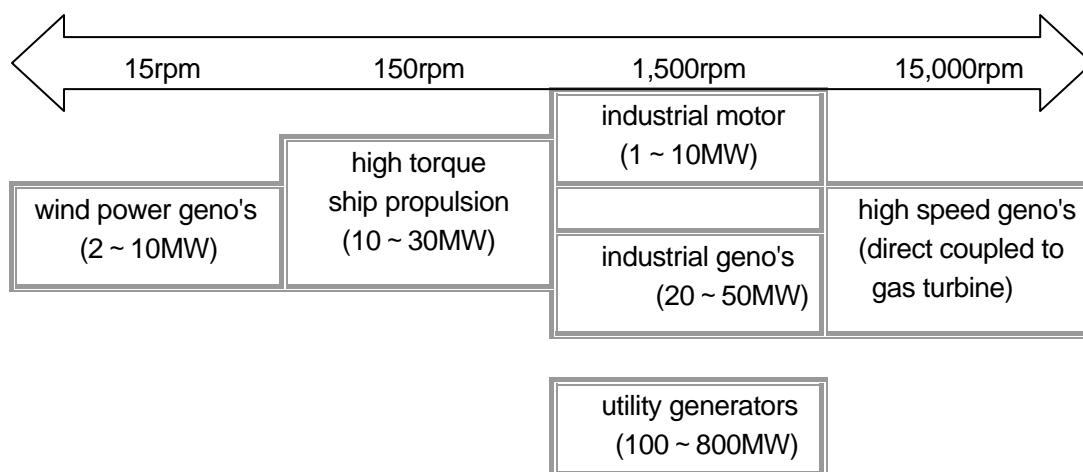 15rpm 150rpm 1,500rpm 15,000rpm
industrial motor
(1 ~ 10MW)
high torque
ship propulsion
(10 ~ 30MW)
wind power geno's
(2 ~ 10MW)
high speed geno's
(direct coupled to
gas turbine)
industrial geno's
(20 ~ 50MW)
utility generators
(100 ~ 800MW)